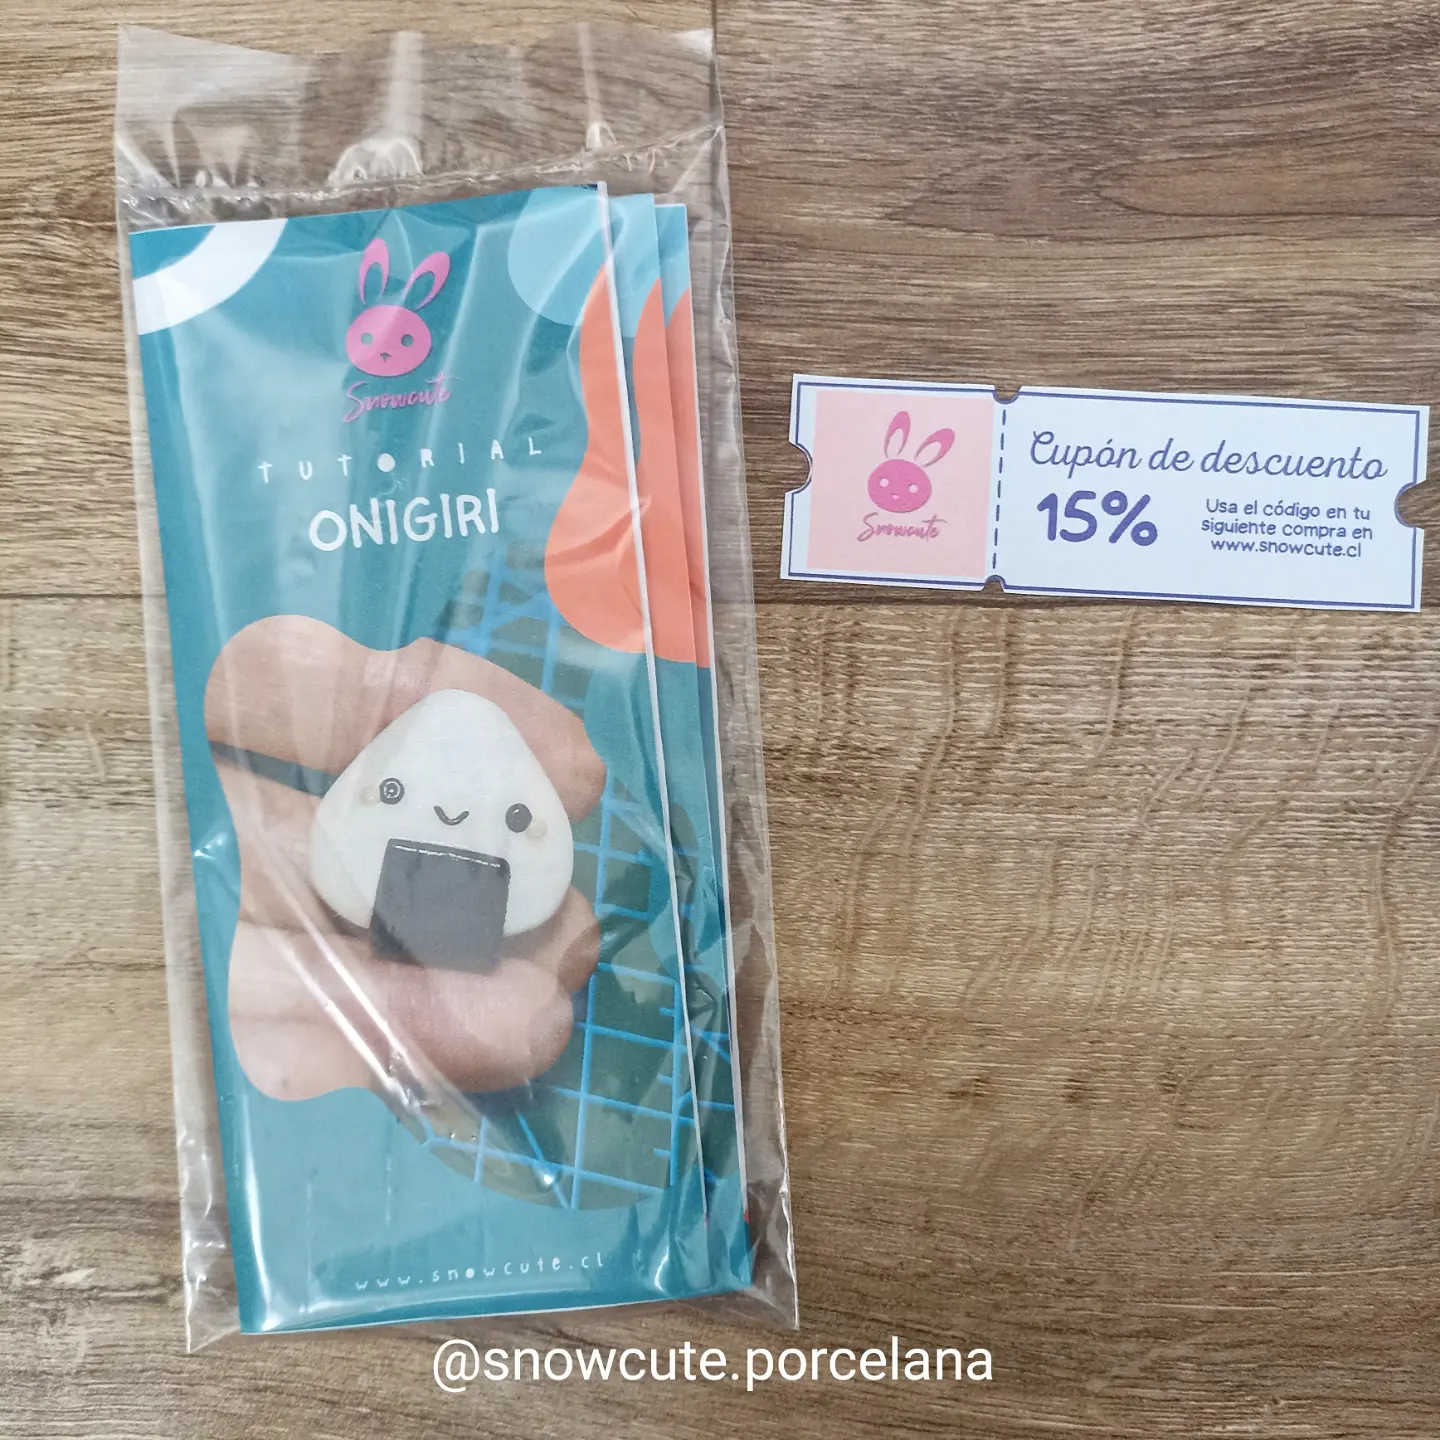 Snowcute
TUTORIAL
ONIGIRI
www.snowcute.cl
Snowcute
Cupón de descuento
15%
Usa el código en tu
siguiente compra en
www.snowcute.cl
@snowcute.porcelana